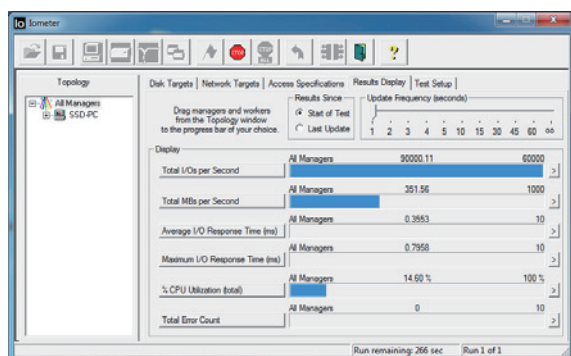 Io Iometer
Topology
All Managers
SSD-PC
Disk Targets Network Targets Access Specifications Results Display Test Setup
Drag managers and workers
from the Topology window
to the progress bar of your choice.
Results Since
Start of Test
Last Update
Update Frequency (seconds)
1 2 3 4 5 10 15 30 45 60 oo
Display
All Managers 90000.11 60000
Total I/Os per Second >
All Managers 351.56 1000
Total MBs per Second >
All Managers 0.3553 10
Average I/O Response Time (ms) >
All Managers 0.7958 10
Maximum I/O Response Time (ms) >
All Managers 14.60 % 100 %
% CPU Utilization (total) >
All Managers 0 10
Total Error Count >
Run remaining: 266 sec Run 1 of 1